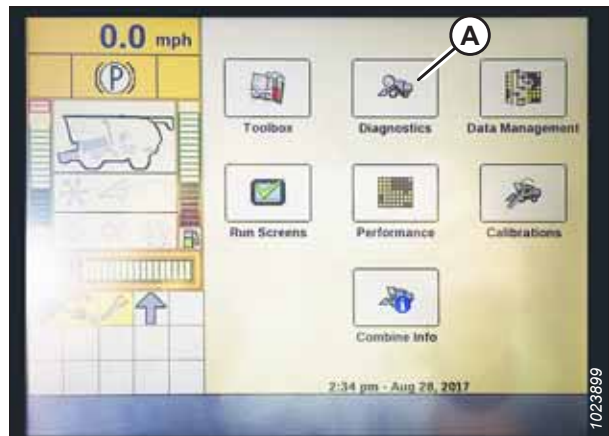 0.0 mph
(P)
A
Toolbox
Diagnostics
Data Management
Run Screens
Performance
Calibrations
Combine Info
2:34 pm - Aug 28, 2017
1023899